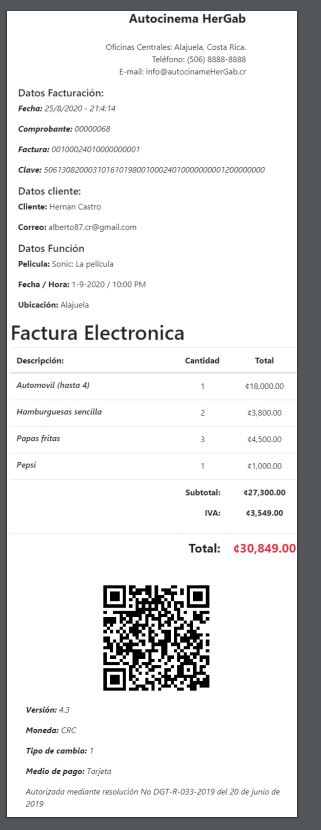 Autocinema HerGab
Oficinas Centrales: Alajuela, Costa Rica.
Teléfono: (506) 8888-8888
E-mail: info@autocinameHerGab.cr
Datos Facturación:
Fecha: 25/8/2020 - 21:4:14
Comprobante: 00000068
Factura: 00100024010000000001
Clave: 50613082000310161019800100024010000000001200000000
Datos cliente:
Cliente: Hernan Castro
Correo: alberto87.cr@gmail.com
Datos Función
Pelicula: Sonic: La película
Fecha / Hora: 1-9-2020 / 10:00 PM
Ubicación: Alajuela
Factura Electronica
Descripción: Cantidad Total
Automovil (hasta 4) 1 ¢18,000.00
Hamburguesas sencilla 2 ¢3,800.00
Papas fritas 3 ¢4,500.00
Pepsi 1 ¢1,000.00
Subtotal: ¢27,300.00
IVA: ¢3,549.00
Total: ¢30,849.00
Versión: 4.3
Moneda: CRC
Tipo de cambio: 1
Medio de pago: Tarjeta
Autorizada mediante resolución No DGT-R-033-2019 del 20 de junio de
2019